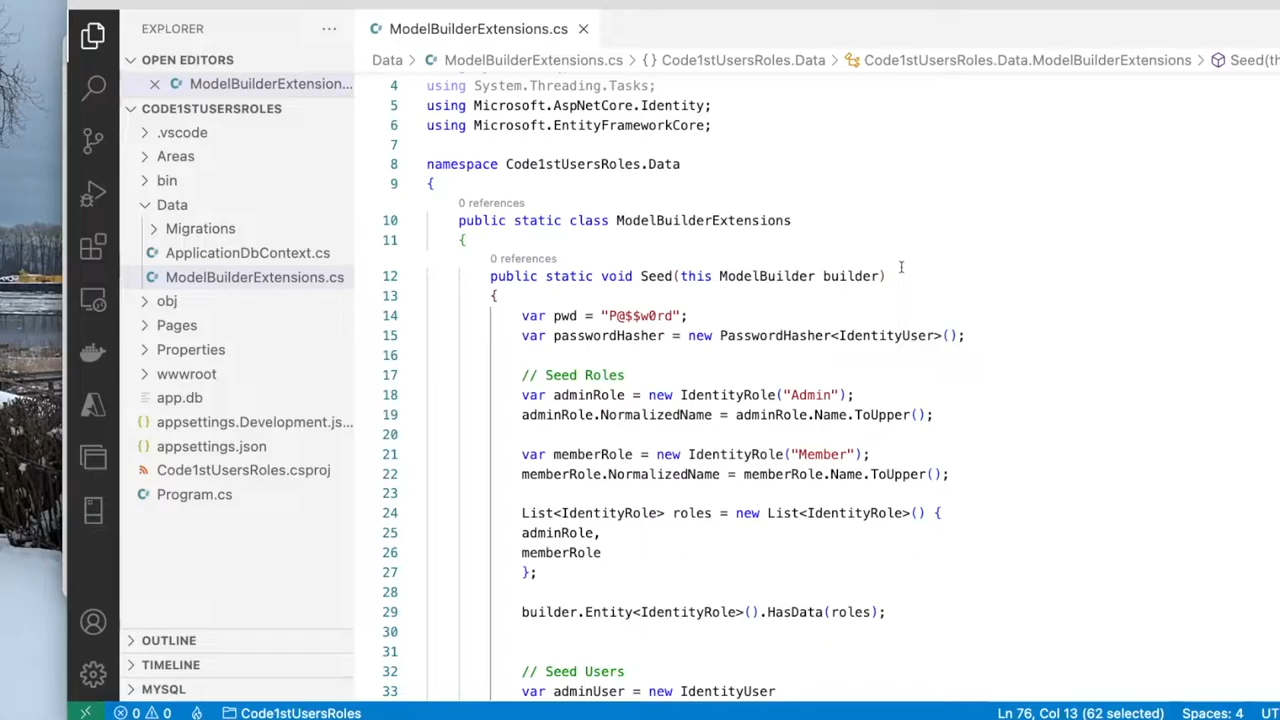 EXPLORER
OPEN EDITORS
ModelBuilderExtension...
CODE1STUSERSROLES
.vscode
Areas
bin
Data
Migrations
ApplicationDbContext.cs
ModelBuilderExtensions.cs
obj
Pages
Properties
wwwroot
app.db
appsettings.Development.js...
appsettings.json
Code1stUsersRoles.csproj
Program.cs
OUTLINE
TIMELINE
MYSQL
ModelBuilderExtensions.cs
Data > ModelBuilderExtensions.cs > {} Code1stUsersRoles.Data > Code1stUsersRoles.Data.ModelBuilderExtensions > Seed(th
4 using System.Threading.Tasks;
5 using Microsoft.AspNetCore.Identity;
6 using Microsoft.EntityFrameworkCore;
7
8 namespace Code1stUsersRoles.Data
9 {
0 references
10 public static class ModelBuilderExtensions
11 {
0 references
12 public static void Seed(this ModelBuilder builder)
13 {
14 var pwd = "P@$$w0rd";
15 var passwordHasher = new PasswordHasher<IdentityUser>();
16
17 // Seed Roles
18 var adminRole = new IdentityRole("Admin");
19 adminRole.NormalizedName = adminRole.Name.ToUpper();
20
21 var memberRole = new IdentityRole("Member");
22 memberRole.NormalizedName = memberRole.Name.ToUpper();
23
24 List<IdentityRole> roles = new List<IdentityRole>() {
25 adminRole,
26 memberRole
27 };
28
29 builder.Entity<IdentityRole>().HasData(roles);
30
31
32 // Seed Users
33 var adminUser = new IdentityUser
0 0 Code1stUsersRoles Ln 76, Col 13 (62 selected) Spaces: 4 UT